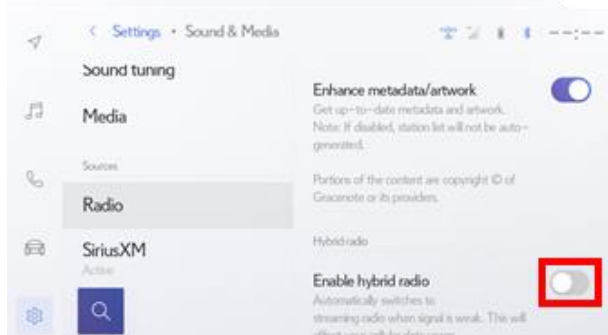 < Settings • Sound & Media
--:--
Sound tuning
Media
Sources
Radio
SiriusXM
Active
Enhance metadata/artwork
Get up-to-date metadata and artwork.
Note: If disabled, station list will not be auto-
generated.
Portions of the content are copyright © of
Gracenote or its providers.
Hybrid radio
Enable hybrid radio
Automatically switches to
streaming radio when signal is weak. This will